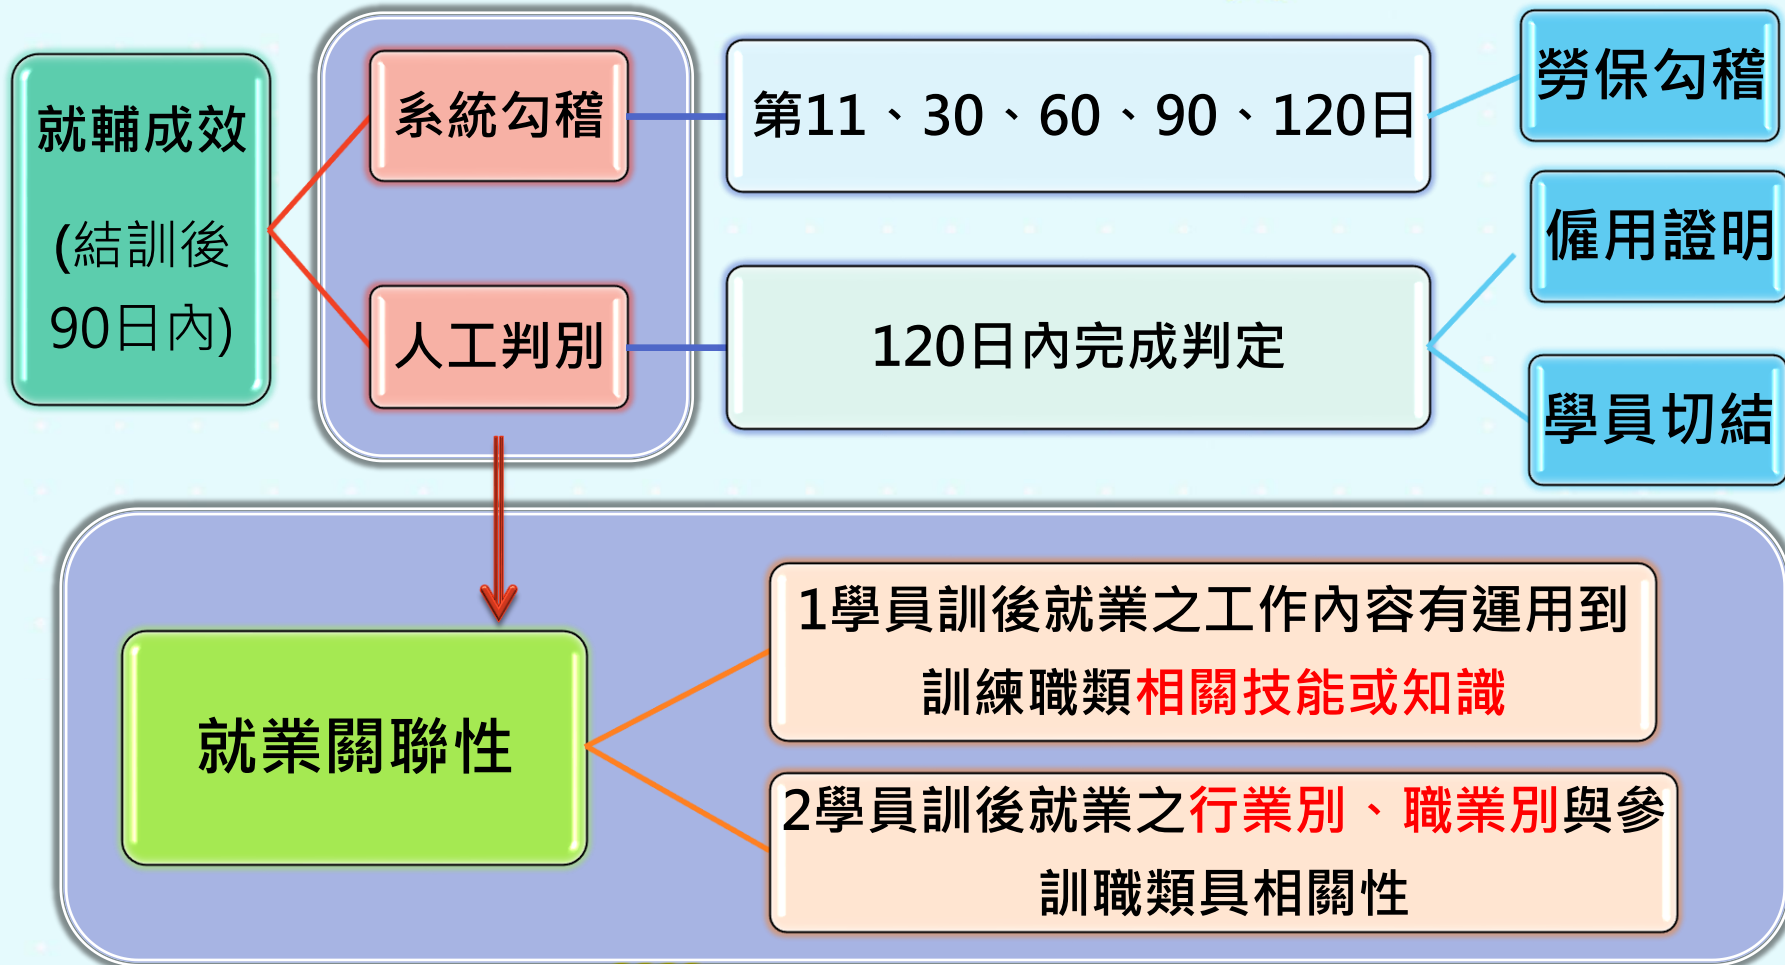 就輔成效
(結訓後
90日內)
系統勾稽
第11、30、60、90、120日
勞保勾稽
人工判別
120日內完成判定
僱用證明
學員切結
就業關聯性
1學員訓後就業之工作內容有運用到
訓練職類相關技能或知識
2學員訓後就業之行業別、職業別與參
訓職類具相關性